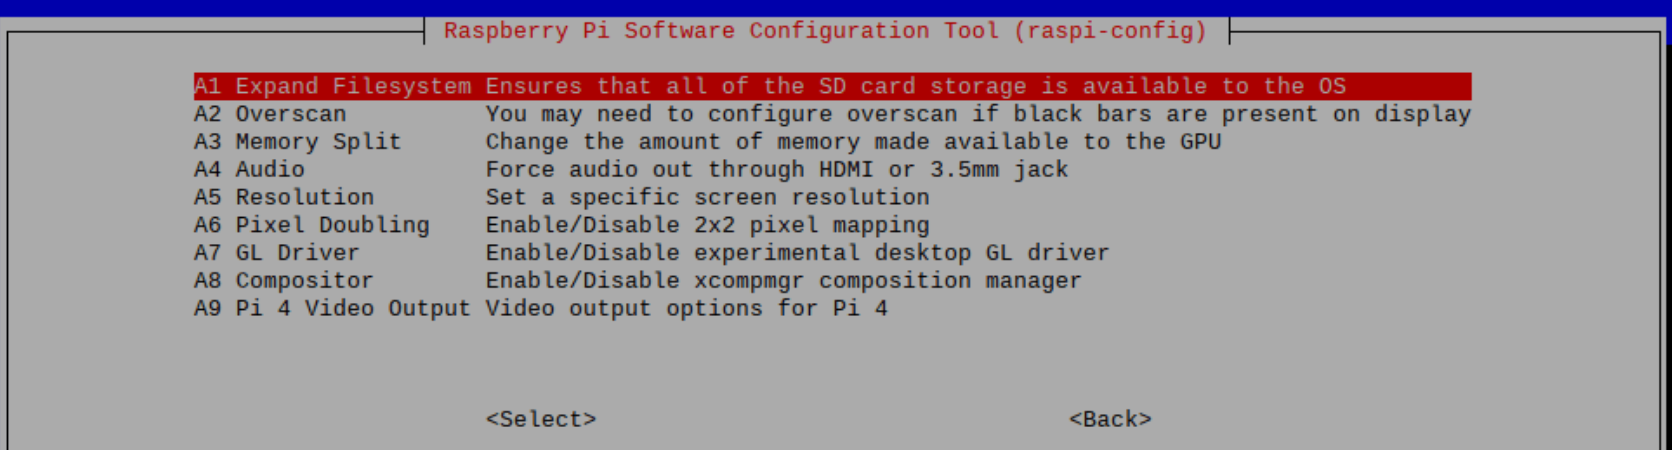 Raspberry Pi Software Configuration Tool (raspi-config)
A1 Expand Filesystem Ensures that all of the SD card storage is available to the OS
A2 Overscan You may need to configure overscan if black bars are present on display
A3 Memory Split Change the amount of memory made available to the GPU
A4 Audio Force audio out through HDMI or 3.5mm jack
A5 Resolution Set a specific screen resolution
A6 Pixel Doubling Enable/Disable 2x2 pixel mapping
A7 GL Driver Enable/Disable experimental desktop GL driver
A8 Compositor Enable/Disable xcompmgr composition manager
A9 Pi 4 Video Output Video output options for Pi 4
<Select> <Back>